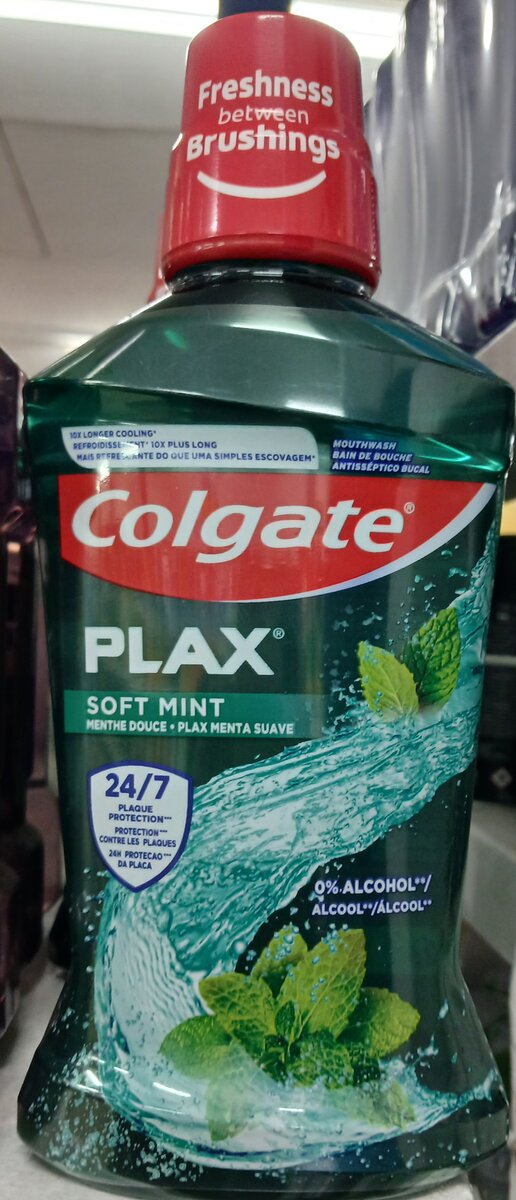 Freshness
between
Brushings
10X LONGER COOLING*
REFROIDISSEMENT* 10X PLUS LONG
MAIS REFRESCANTE DO QUE UMA SIMPLES ESCOVAGEM*
MOUTHWASH
BAIN DE BOUCHE
ANTISSÉPTICO BUCAL
Colgate®
PLAX®
SOFT MINT
MENTHE DOUCE • PLAX MENTA SUAVE
24/7
PLAQUE
PROTECTION***
PROTECTION***
CONTRE LES PLAQUES
24H PROTECAO***
DA PLACA
0% ALCOHOL**/
ALCOOL**/ÁLCOOL**